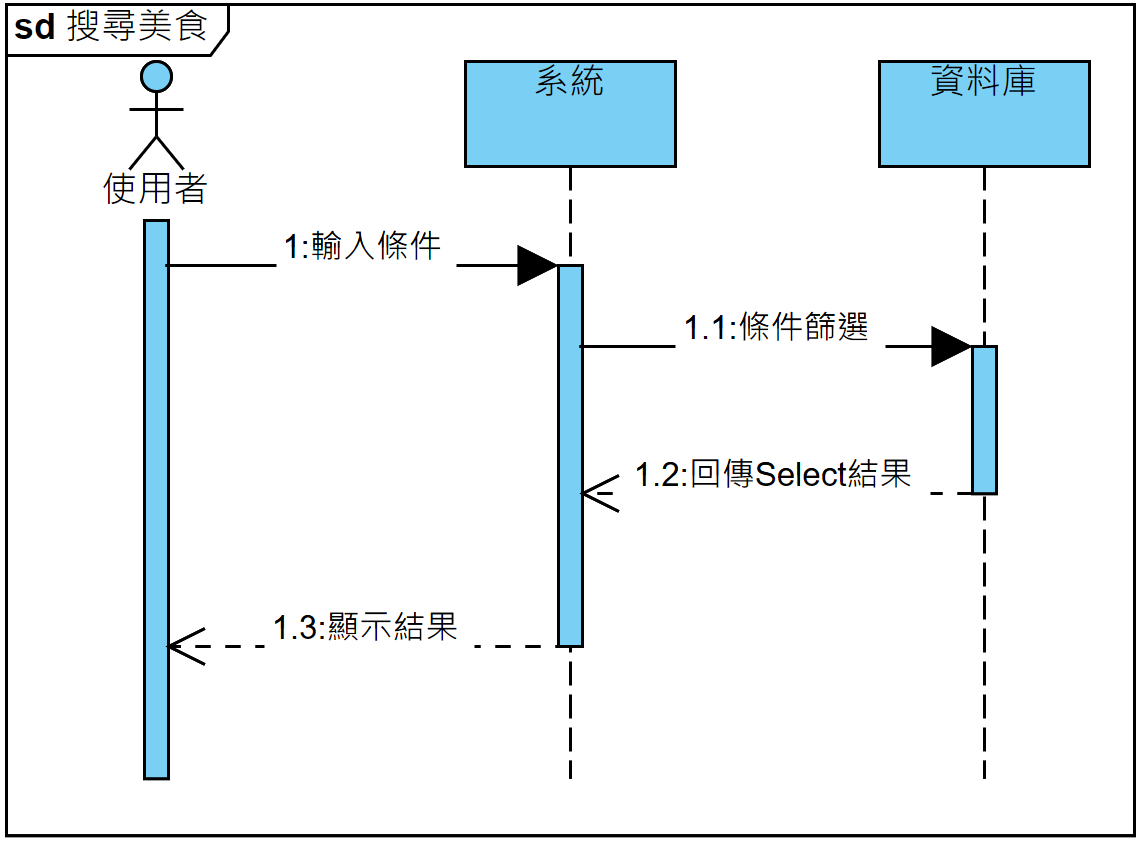 sd 搜尋美食
系統
資料庫
使用者
1:輸入條件
1.1:條件篩選
1.2:回傳Select結果
1.3:顯示結果